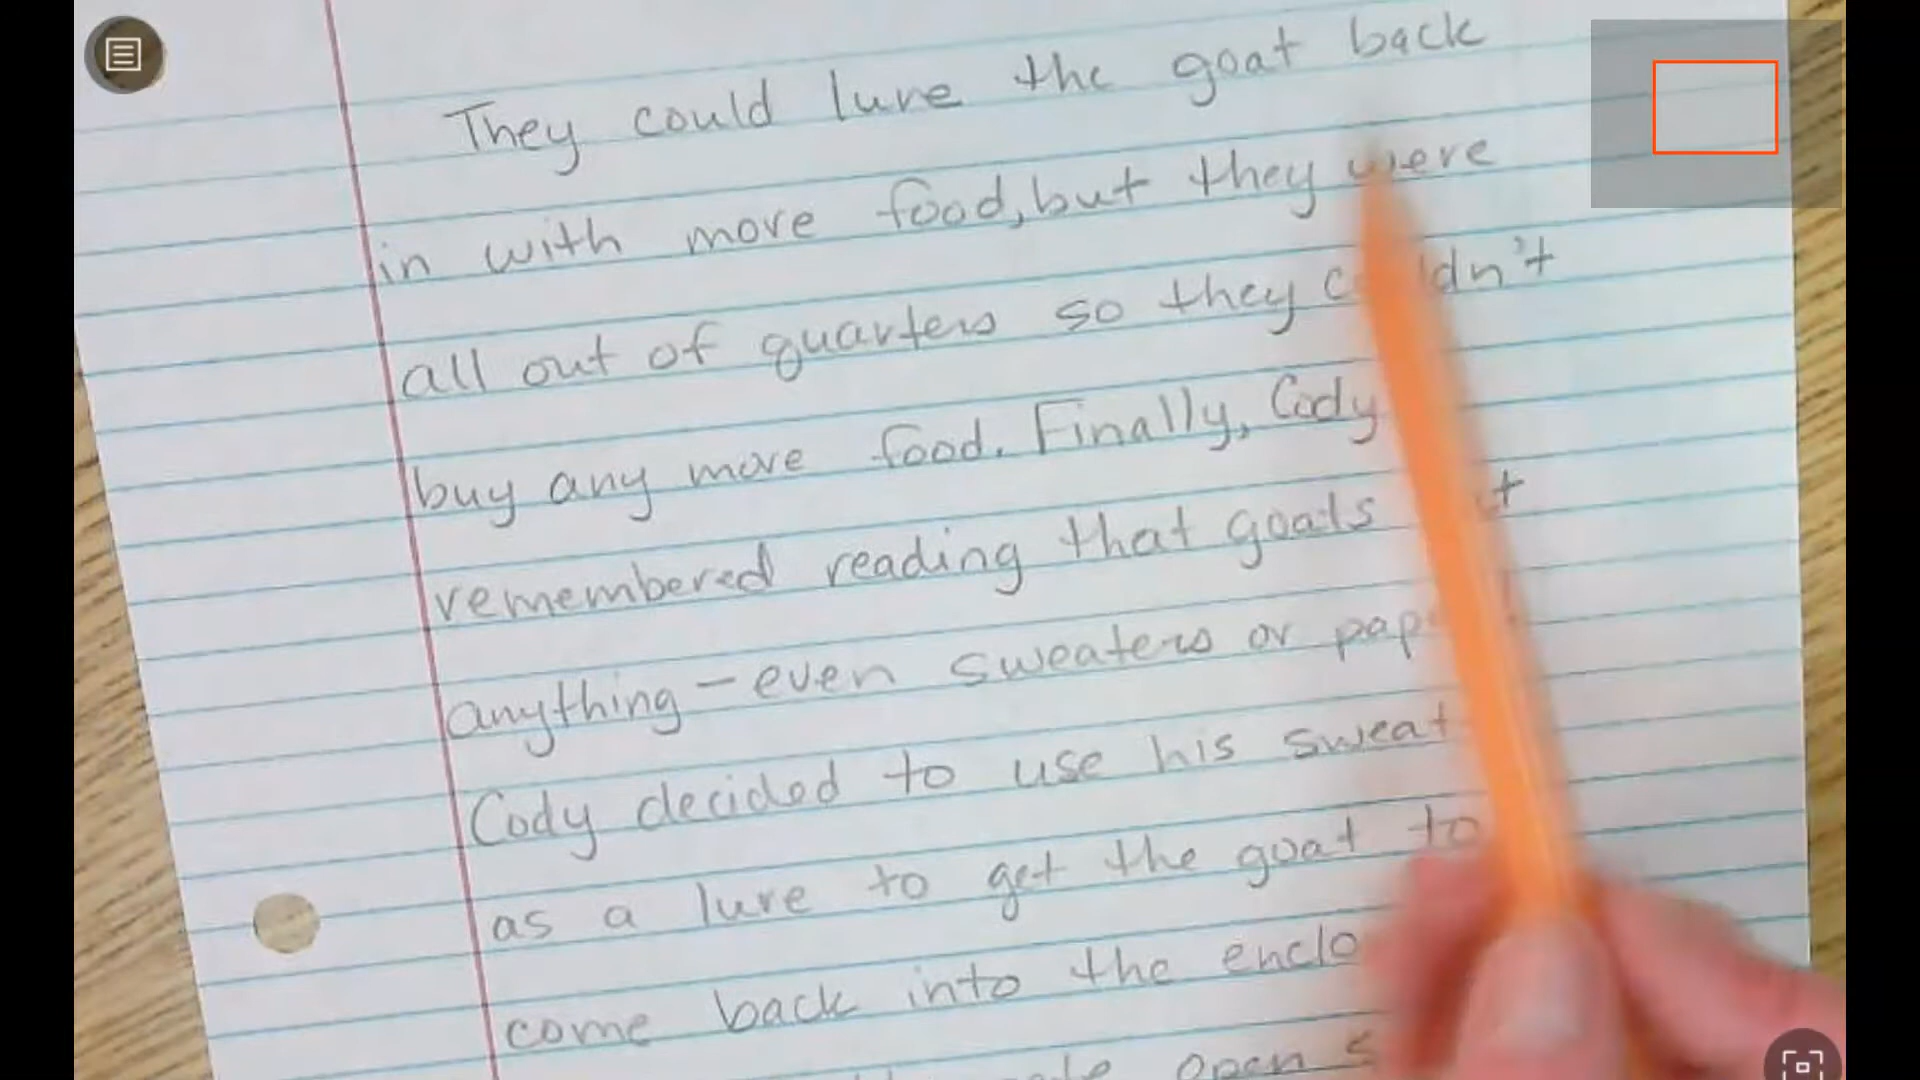 They could lure the goat back
in with more food, but they were
all out of quarters so they
buy any more food. Finally, Cody
remembered reading that goats
anything - even sweaters or
Cody decided to use his
as a lure to get the goat to
come back into the
open